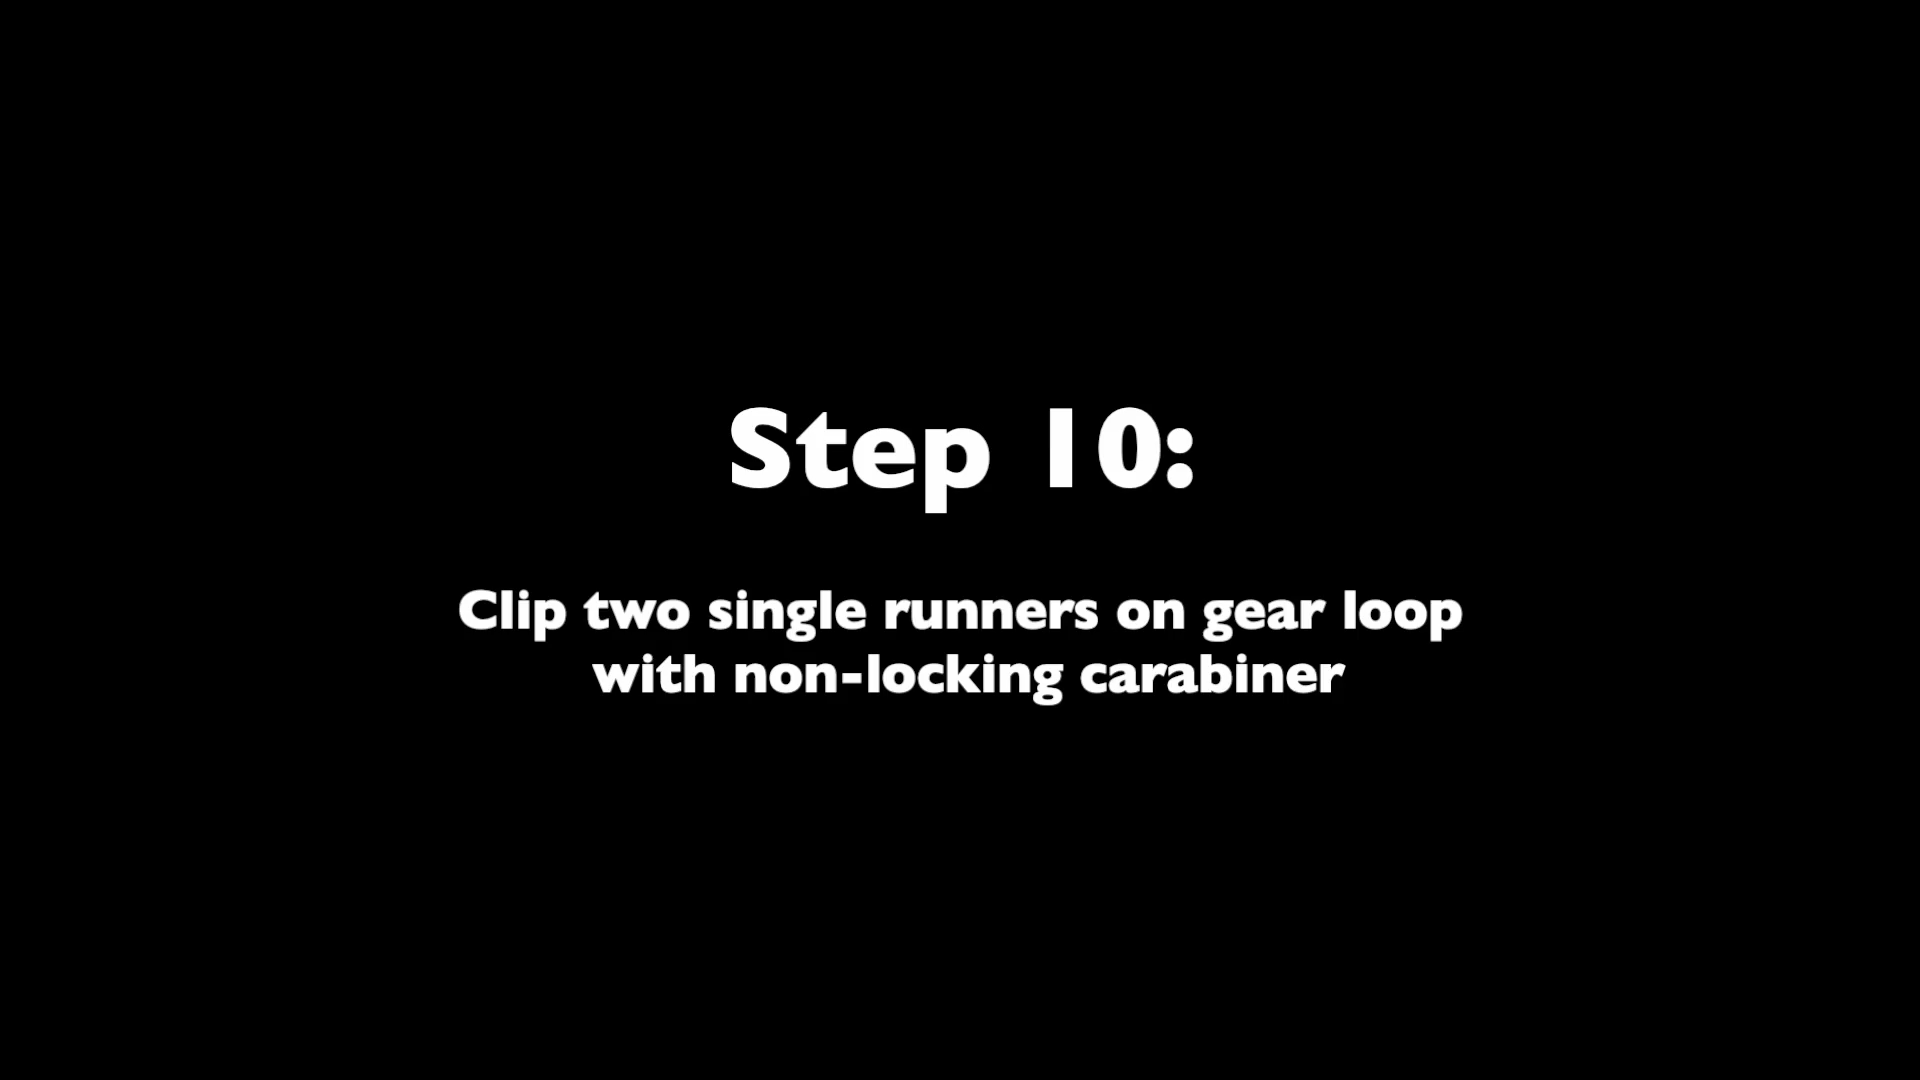 Step 10:
Clip two single runners on gear loop
with non-locking carabiner